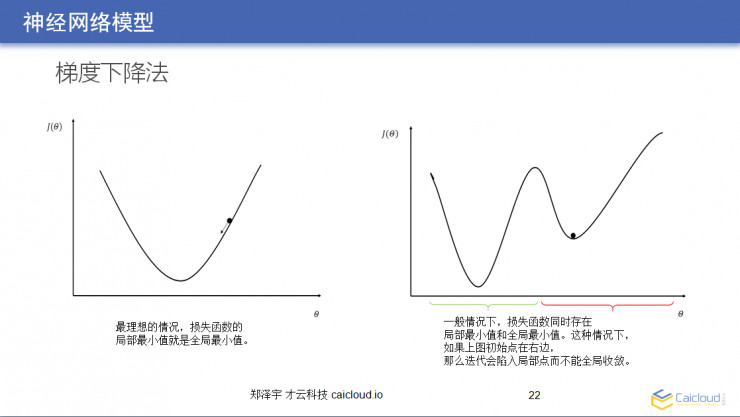 神经网络模型
梯度下降法
J(θ)
θ
最理想的情况，损失函数的
局部最小值就是全局最小值。
J(θ)
θ
一般情况下，损失函数同时存在
局部最小值和全局最小值。这种情况下，
如果上图初始点在右边，
那么迭代会陷入局部点而不能全局收敛。
郑泽宇 才云科技 caicloud.io
22
Caicloud